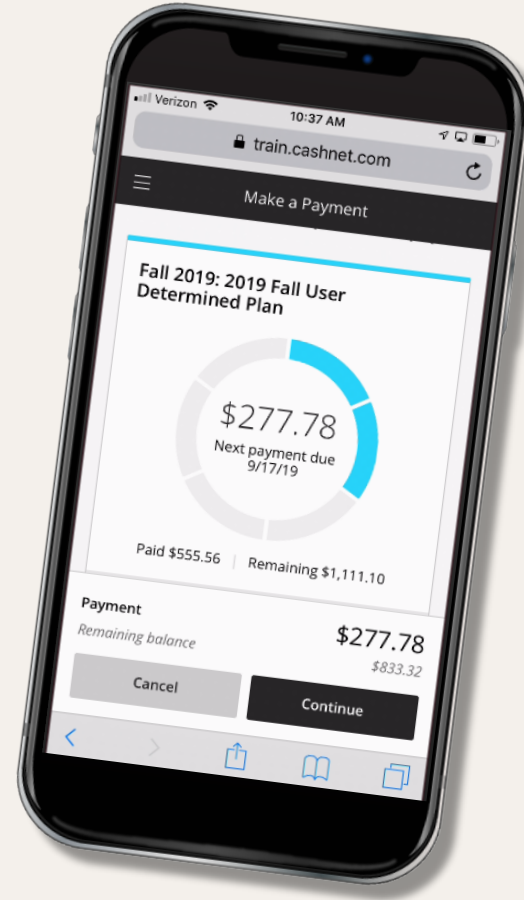 Verizon
10:37 AM
train.cashnet.com
Make a Payment
Fall 2019: 2019 Fall User
Determined Plan
$277.78
Next payment due
9/17/19
Paid $555.56 | Remaining $1,111.10
Payment $277.78
Remaining balance $833.32
Cancel Continue